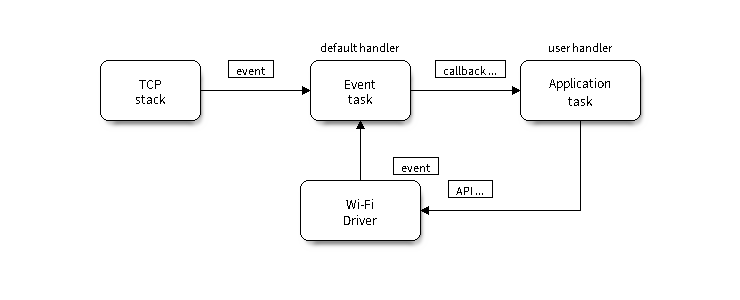 default handler
user handler
TCP
stack
event
Event
task
callback ...
Application
task
event
API ...
Wi-Fi
Driver